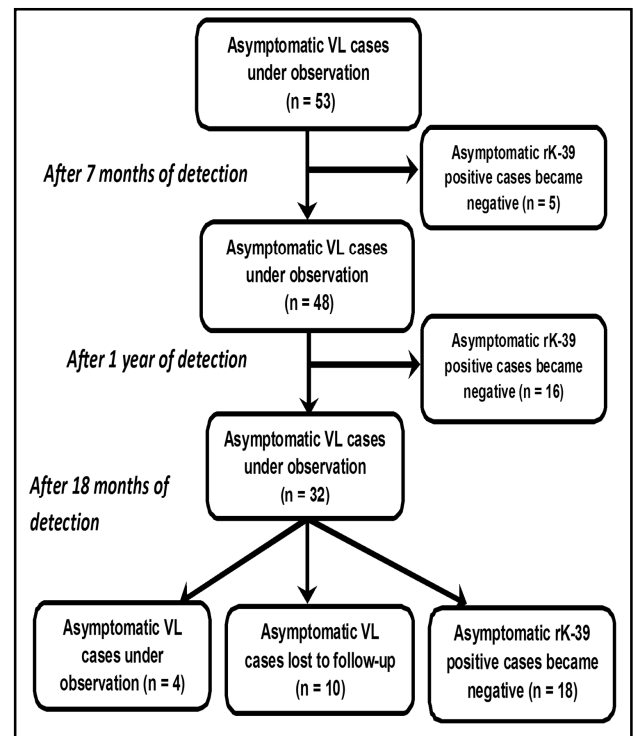 Asymptomatic VL cases
under observation
(n = 53)
After 7 months of detection
Asymptomatic rK-39
positive cases became
negative (n = 5)
Asymptomatic VL cases
under observation
(n = 48)
After 1 year of detection
Asymptomatic rK-39
positive cases became
negative (n = 16)
Asymptomatic VL cases
under observation
(n = 32)
After 18 months of
detection
Asymptomatic VL
cases under
observation (n = 4)
Asymptomatic VL
cases lost to follow-up
(n = 10)
Asymptomatic rK-39
positive cases became
negative (n = 18)